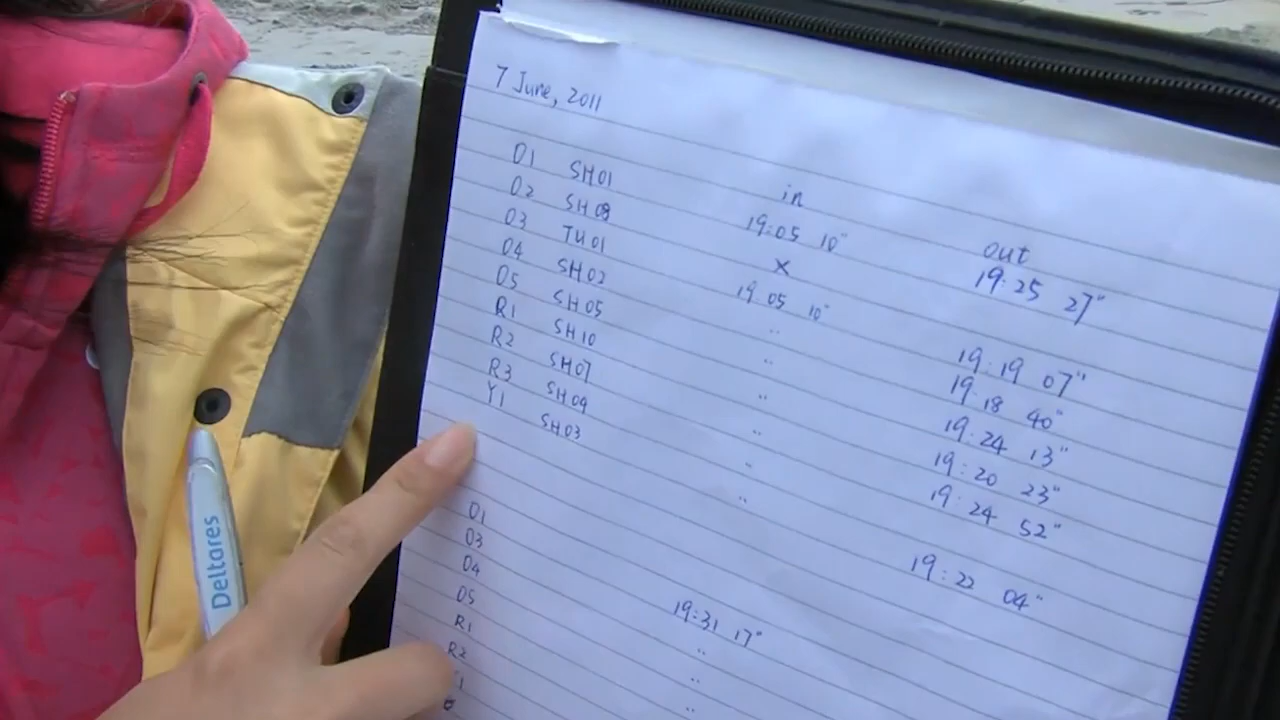 7 June, 2011
in out
O1 SH01 19:05 10" 19:25 27"
O2 SH08 x
O3 TU01 19 05 10" 19:19 07"
O4 SH02 " 19:18 40"
O5 SH05 " 19:24 13"
R1 SH10 " 19:20 23"
R2 SH07 " 19:24 52"
R3 SH09 "
Y1 SH03 " 19:22 04"
O1 19:31 17"
O3 "
O4 "
O5
R1
R2
Deltares